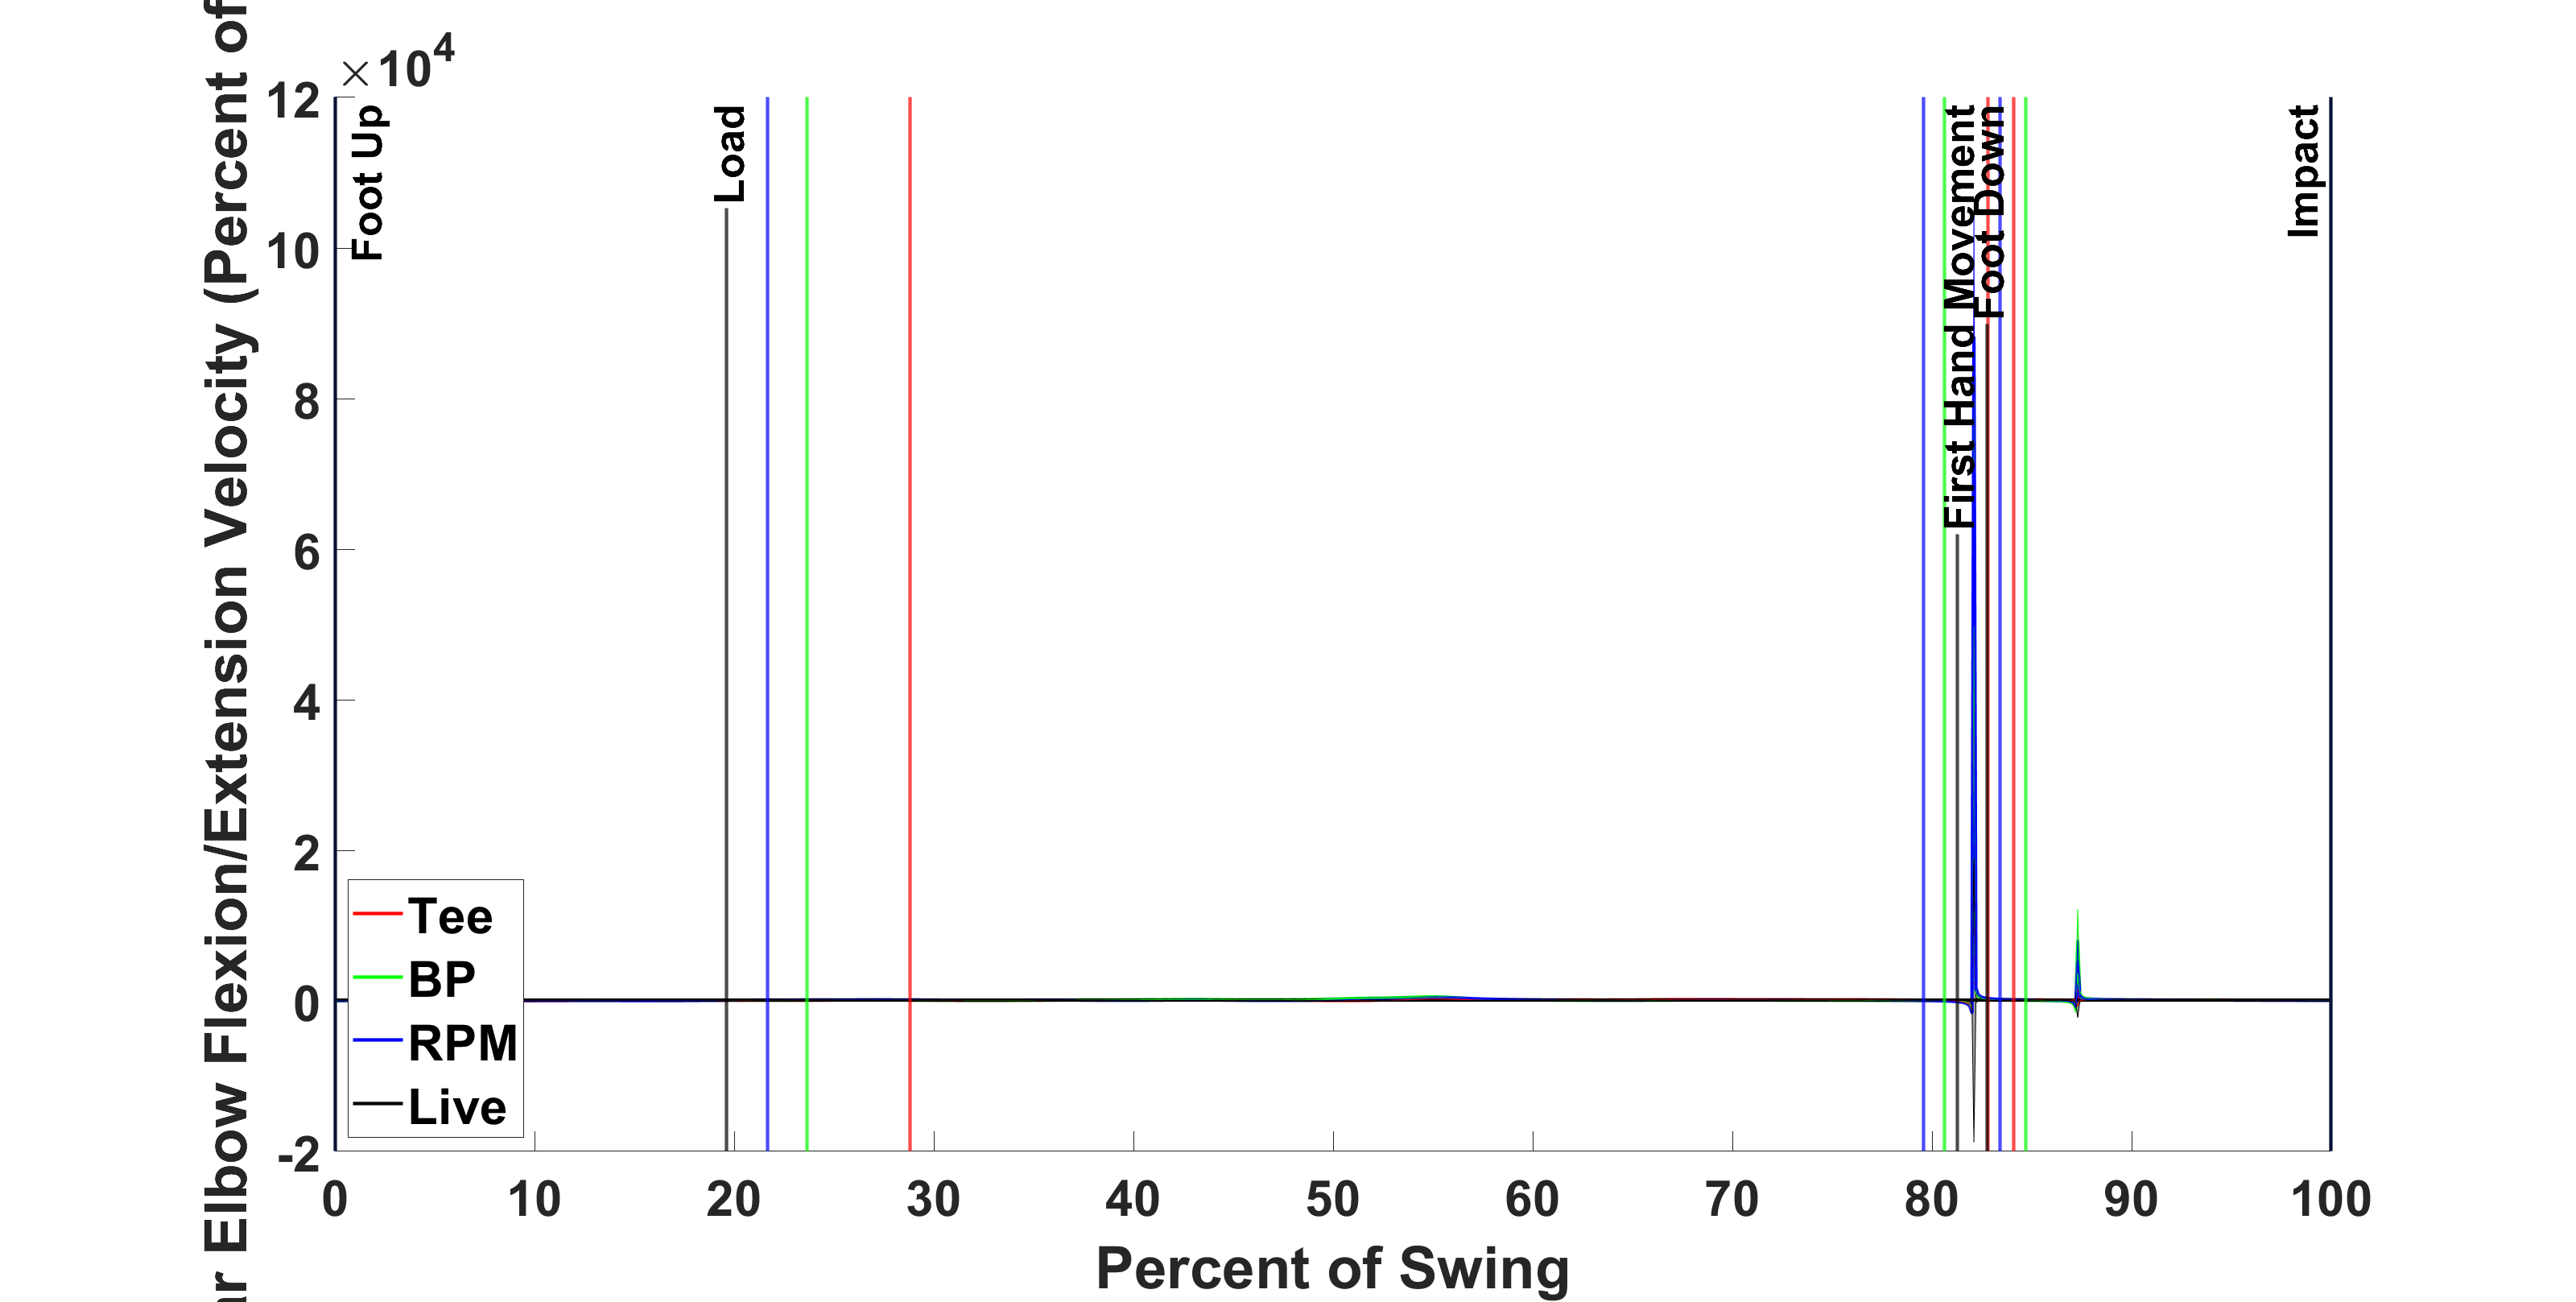 ×10^4
12
10
8
6
4
2
0
-2
Elbow Flexion/Extension Velocity (Percent of
Foot Up
Load
First Hand Movement
Foot Down
Impact
Tee
BP
RPM
Live
0 10 20 30 40 50 60 70 80 90 100
Percent of Swing